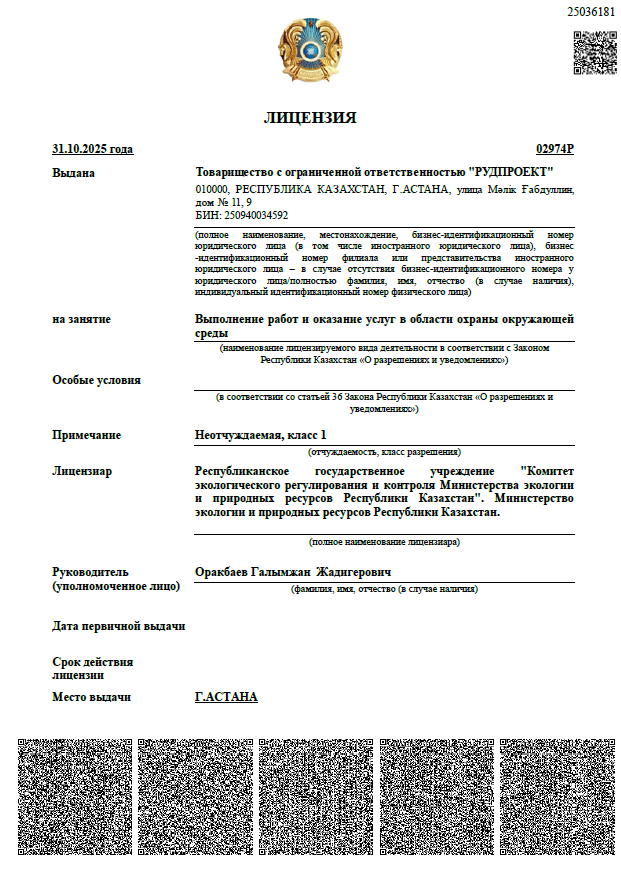 25036181
ЛИЦЕНЗИЯ
31.10.2025 года
02974Р
Выдана
Товарищество с ограниченной ответственностью "РУДПРОЕКТ"
010000, РЕСПУБЛИКА КАЗАХСТАН, Г.АСТАНА, улица Мәлік Ғабдуллин,
дом № 11, 9
БИН: 250940034592
(полное наименование, местонахождение, бизнес-идентификационный номер
юридического лица (в том числе иностранного юридического лица), бизнес
-идентификационный номер филиала или представительства иностранного
юридического лица – в случае отсутствия бизнес-идентификационного номера у
юридического лица/полностью фамилия, имя, отчество (в случае наличия),
индивидуальный идентификационный номер физического лица)
на занятие
Выполнение работ и оказание услуг в области охраны окружающей
среды
(наименование лицензируемого вида деятельности в соответствии с Законом
Республики Казахстан «О разрешениях и уведомлениях»)
Особые условия
(в соответствии со статьей 36 Закона Республики Казахстан «О разрешениях и
уведомлениях»)
Примечание
Неотчуждаемая, класс 1
(отчуждаемость, класс разрешения)
Лицензиар
Республиканское государственное учреждение "Комитет
экологического регулирования и контроля Министерства экологии
и природных ресурсов Республики Казахстан". Министерство
экологии и природных ресурсов Республики Казахстан.
(полное наименование лицензиара)
Руководитель
(уполномоченное лицо)
Оракбаев Галымжан Жадигерович
(фамилия, имя, отчество (в случае наличия)
Дата первичной выдачи
Срок действия
лицензии
Место выдачи
Г.АСТАНА